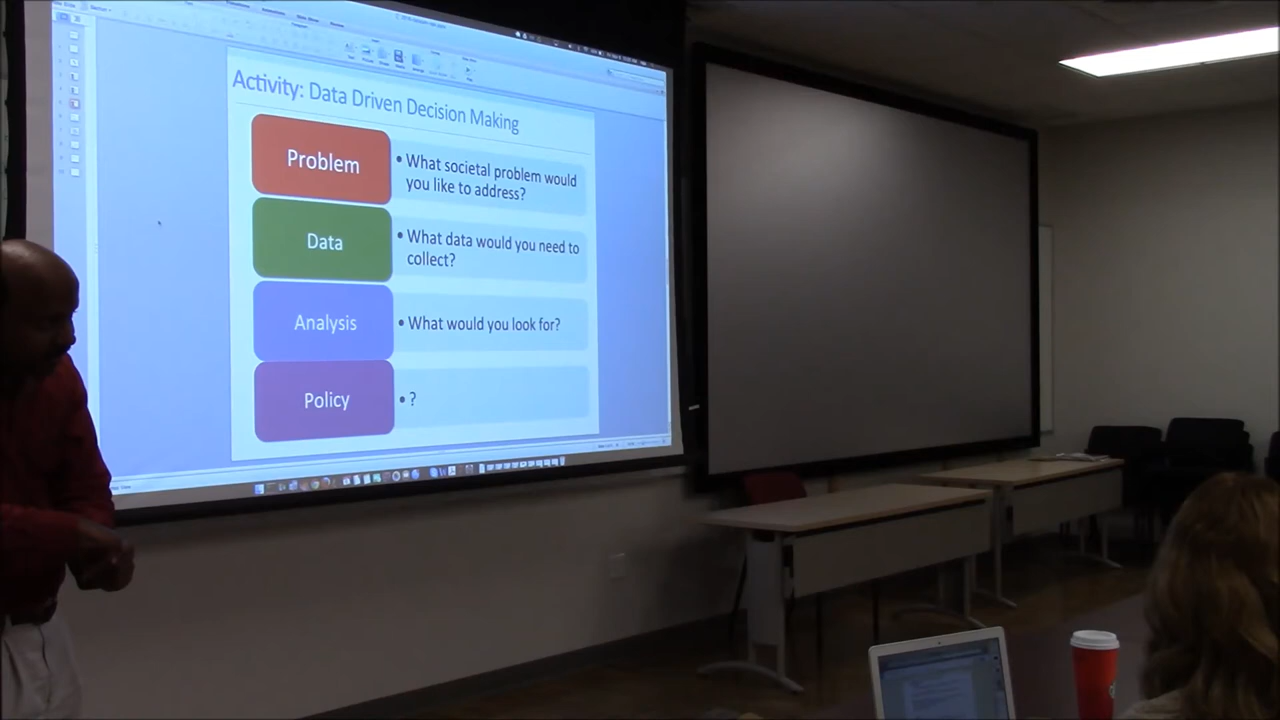 Activity: Data Driven Decision Making
Problem
• What societal problem would
you like to address?
Data
• What data would you need to
collect?
Analysis
• What would you look for?
Policy
• ?